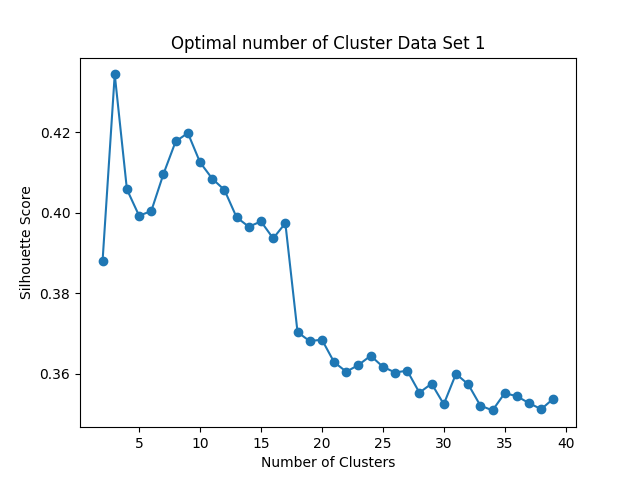 Optimal number of Cluster Data Set 1
0.42
0.40
0.38
0.36
Silhouette Score
5 10 15 20 25 30 35 40
Number of Clusters